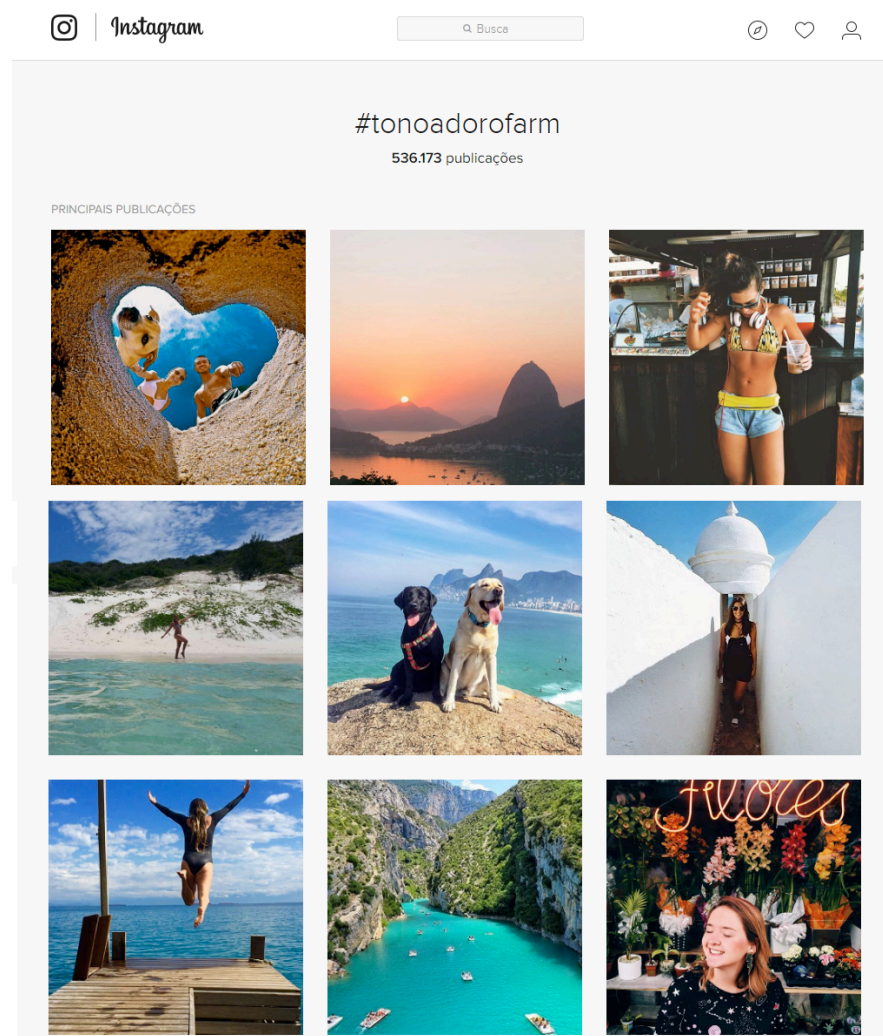 Instagram
Busca
#tonoadorofarm
536.173 publicações
PRINCIPAIS PUBLICAÇÕES
Flores